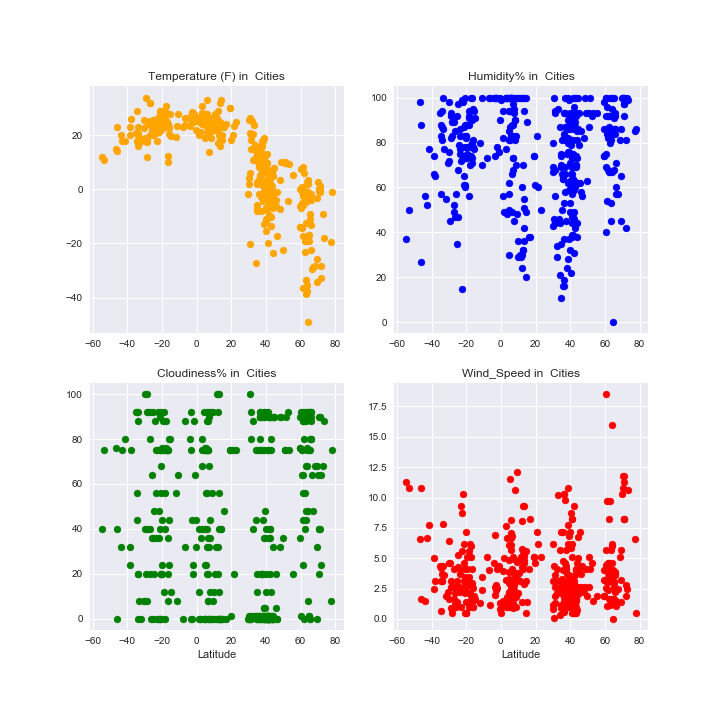 Temperature (F) in  Cities
20
0
−20
−40
−60 −40 −20 0 20 40 60 80
Humidity% in  Cities
100
80
60
40
20
0
−60 −40 −20 0 20 40 60 80
Cloudiness% in  Cities
100
80
60
40
20
0
−60 −40 −20 0 20 40 60 80
Latitude
Wind_Speed in  Cities
17.5
15.0
12.5
10.0
7.5
5.0
2.5
0.0
−60 −40 −20 0 20 40 60 80
Latitude